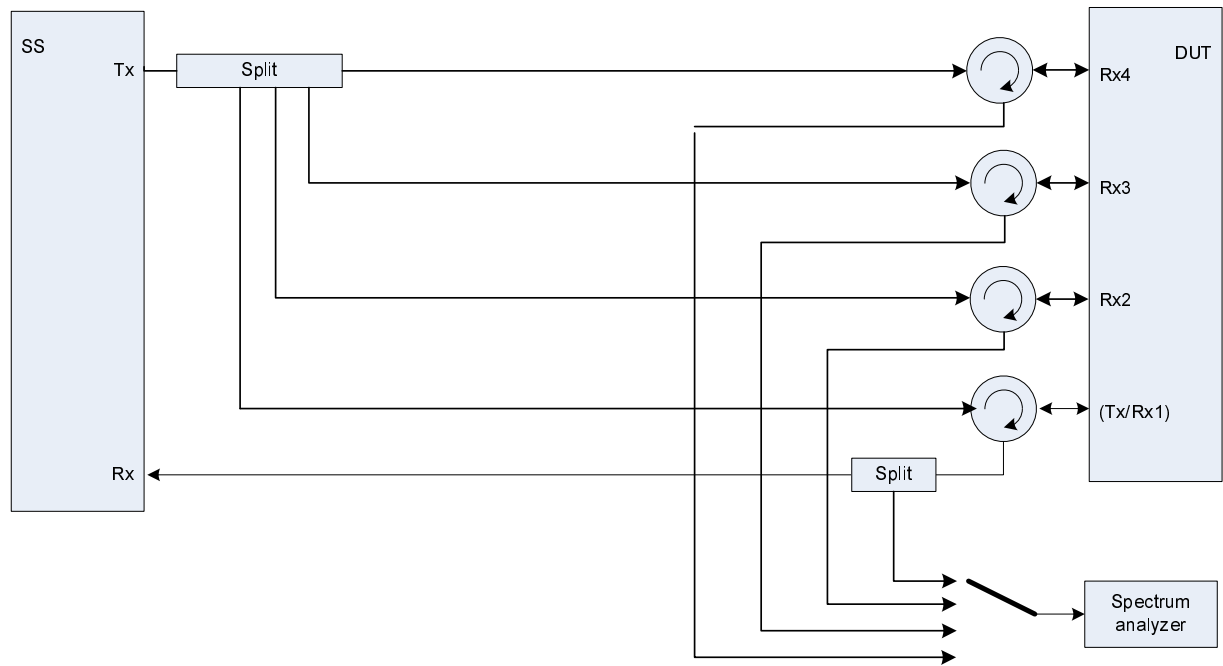 SS
DUT
Tx
Split
Rx4
Rx3
Rx2
(Tx/Rx1)
Rx
Split
Spectrum
analyzer